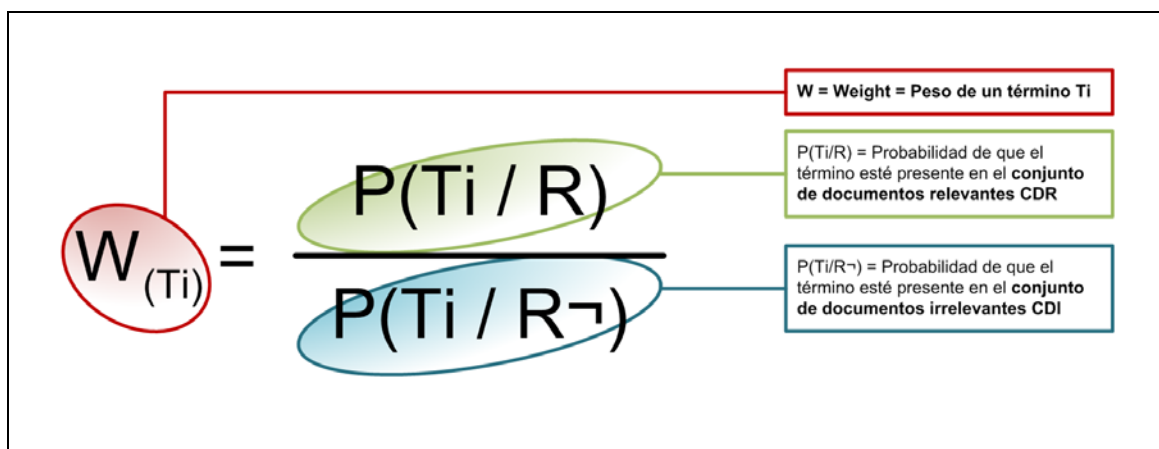 W = Weight = Peso de un término Ti
P(Ti/R) = Probabilidad de que el
término esté presente en el conjunto
de documentos relevantes CDR
W(Ti) =
P(Ti / R)
P(Ti / R¬)
P(Ti/R¬) = Probabilidad de que el
término esté presente en el conjunto
de documentos irrelevantes CDI